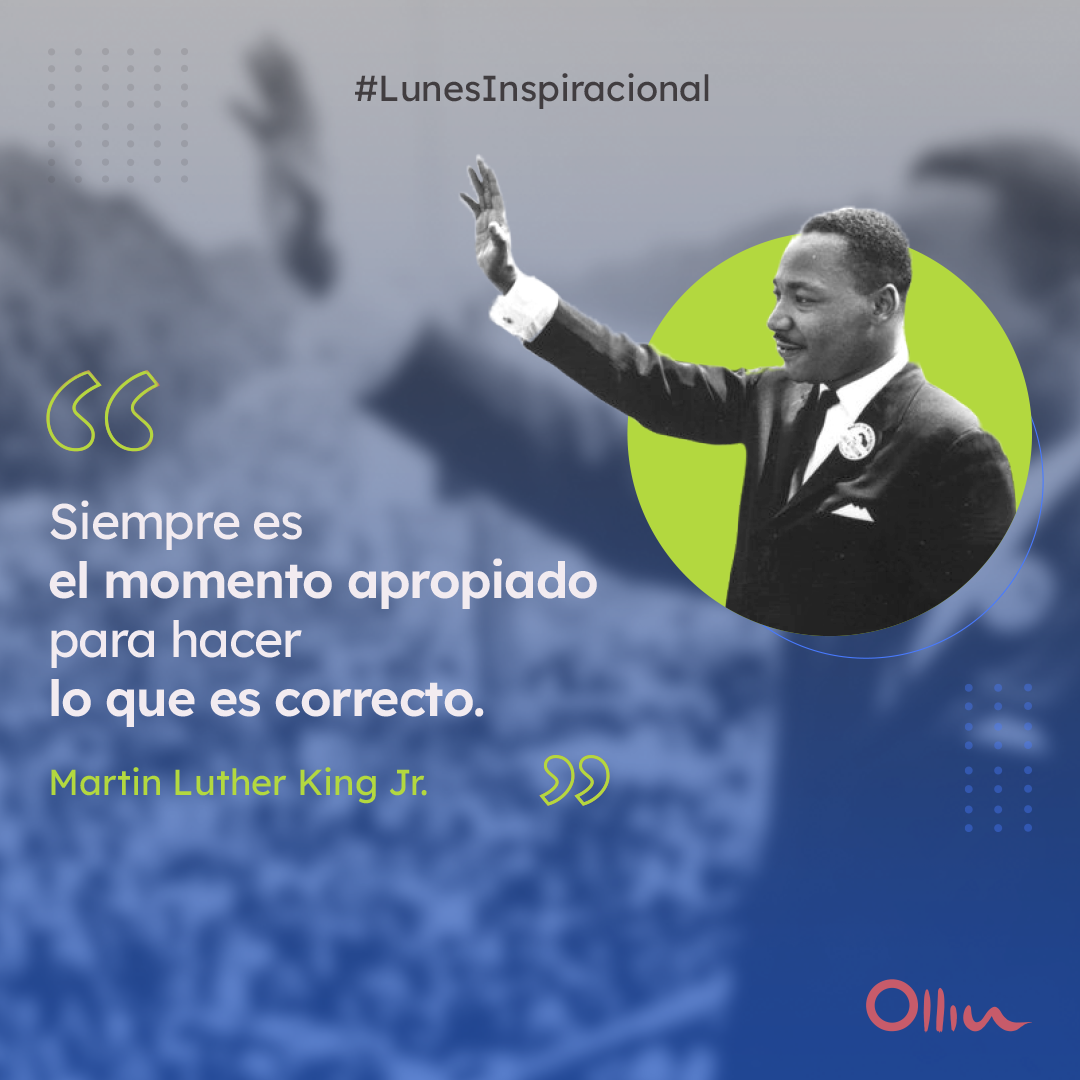 #LunesInspiracional
“
Siempre es
el momento apropiado
para hacer
lo que es correcto.
Martin Luther King Jr.
”
Ollin